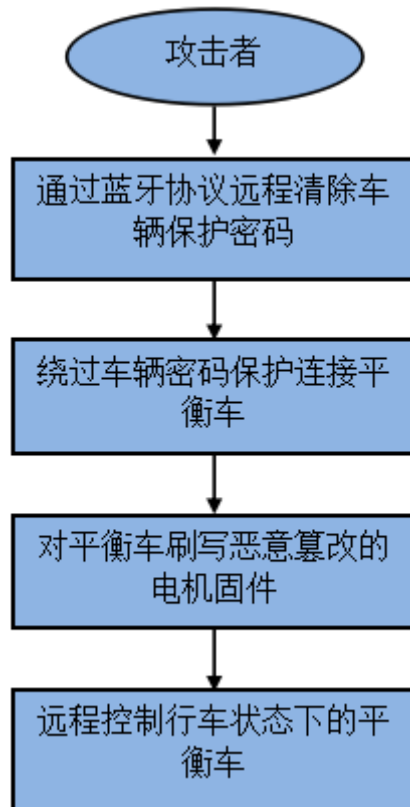 攻击者
通过蓝牙协议远程清除车
辆保护密码
绕过车辆密码保护连接平
衡车
对平衡车刷写恶意篡改的
电机固件
远程控制行车状态下的平
衡车